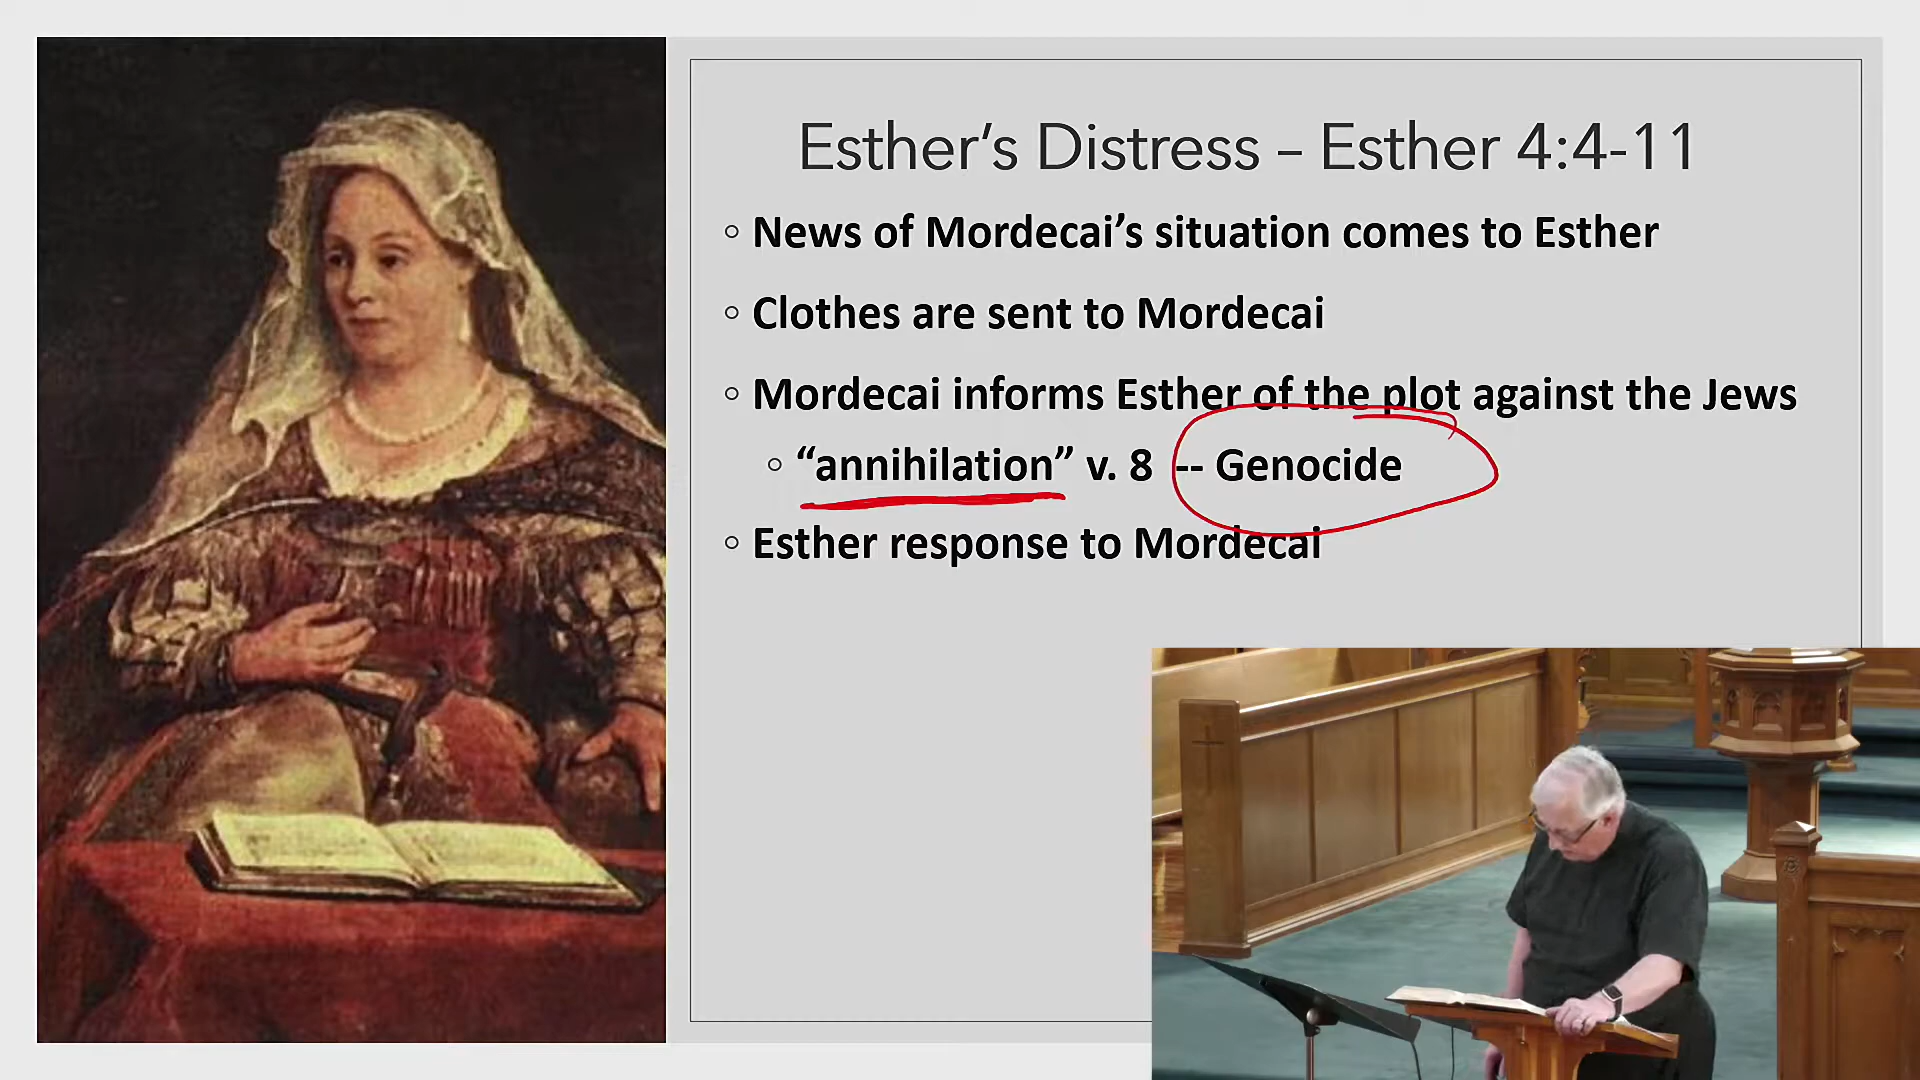 Esther’s Distress – Esther 4:4-11
◦ News of Mordecai’s situation comes to Esther
◦ Clothes are sent to Mordecai
◦ Mordecai informs Esther of the plot against the Jews
◦ “annihilation” v. 8 -- Genocide
◦ Esther response to Mordecai